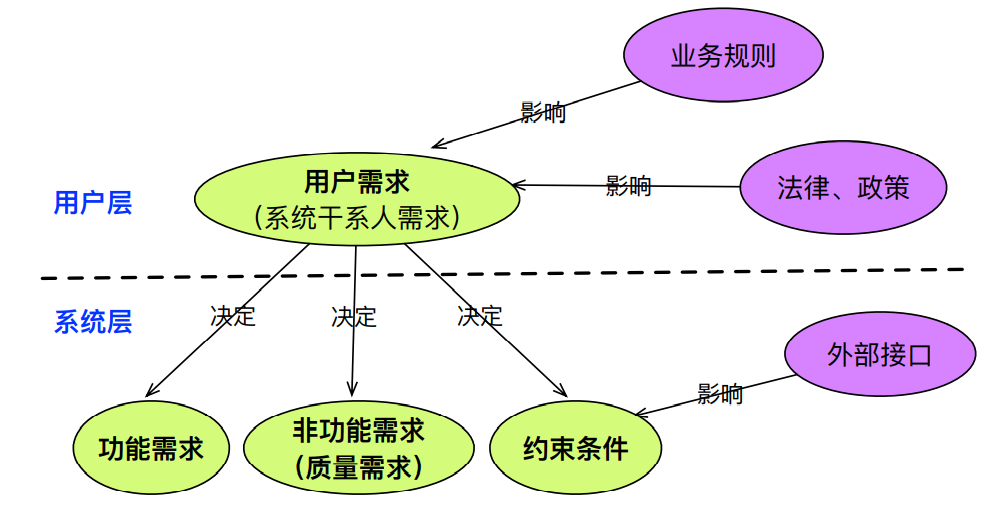 业务规则
影响
用户需求
(系统干系人需求)
影响
法律、政策
用户层
系统层
决定
决定
决定
外部接口
影响
功能需求
非功能需求
(质量需求)
约束条件